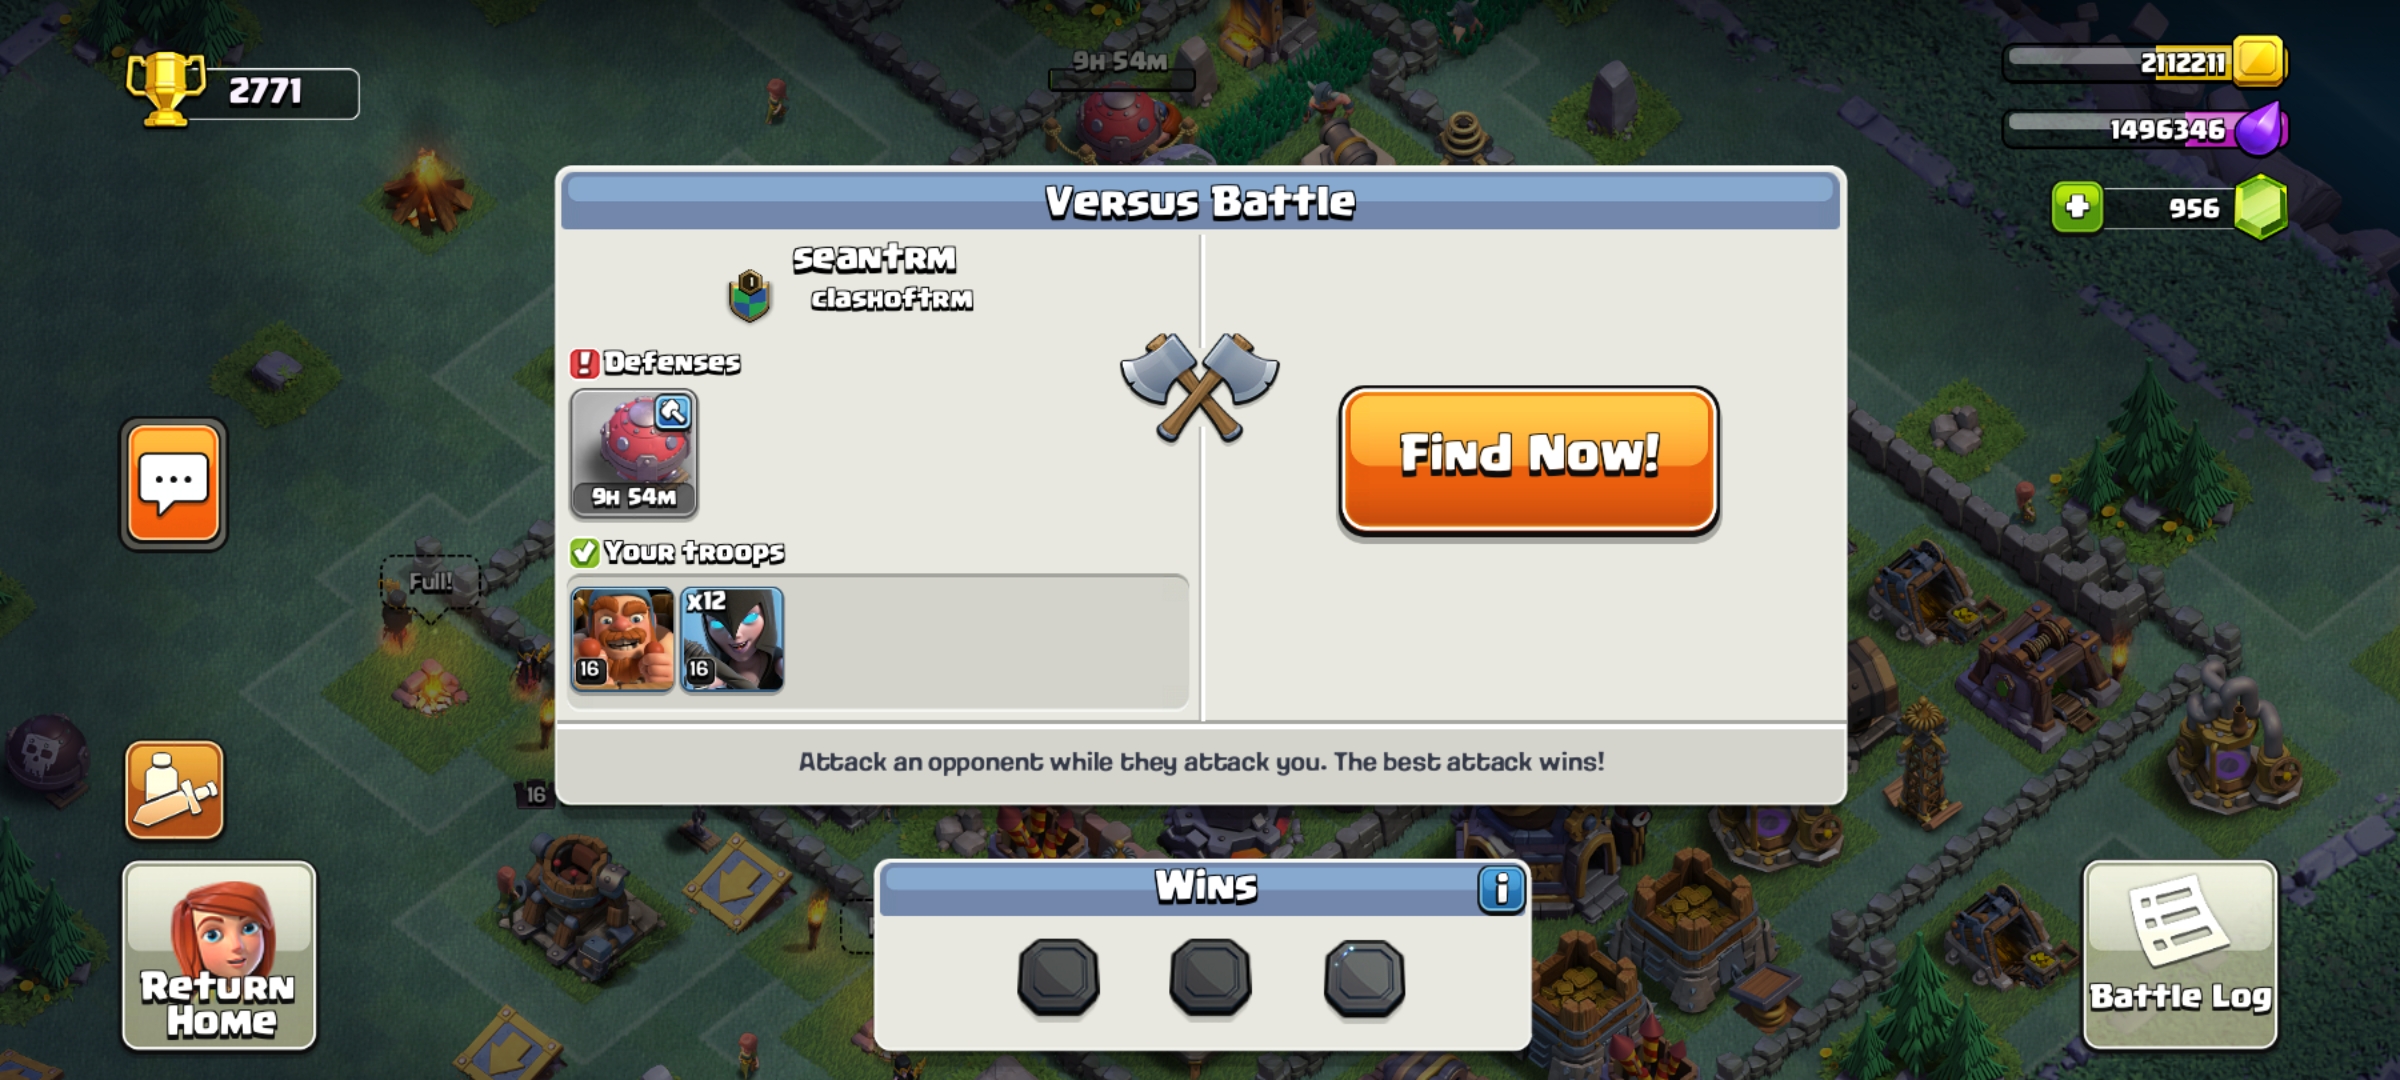 2771
9H 54M
2112211
1496346
956
Versus Battle
seantrm
clashoftrm
Defenses
9H 54M
Your troops
16
x12
16
Find Now!
Attack an opponent while they attack you. The best attack wins!
Full!
16
Wins
Return
Home
Battle Log